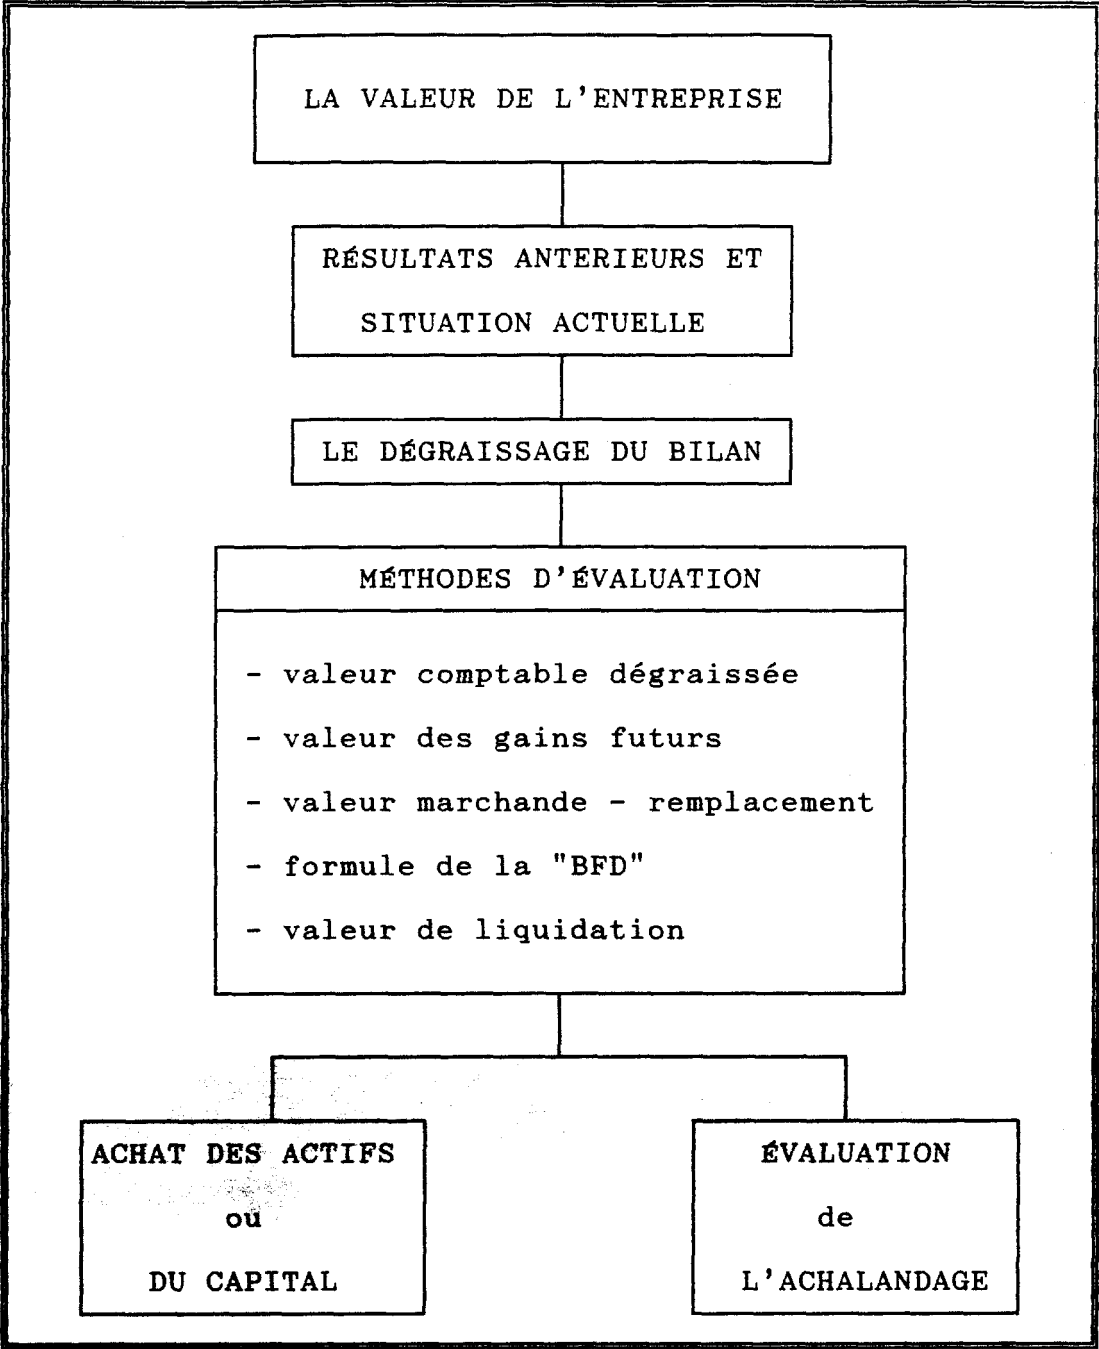 LA VALEUR DE L'ENTREPRISE
RÉSULTATS ANTERIEURS ET
SITUATION ACTUELLE
LE DÉGRAISSAGE DU BILAN
MÉTHODES D'ÉVALUATION
- valeur comptable dégraissée
- valeur des gains futurs
- valeur marchande - remplacement
- formule de la "BFD"
- valeur de liquidation
ACHAT DES ACTIFS
ou
DU CAPITAL
ÉVALUATION
de
L'ACHALANDAGE